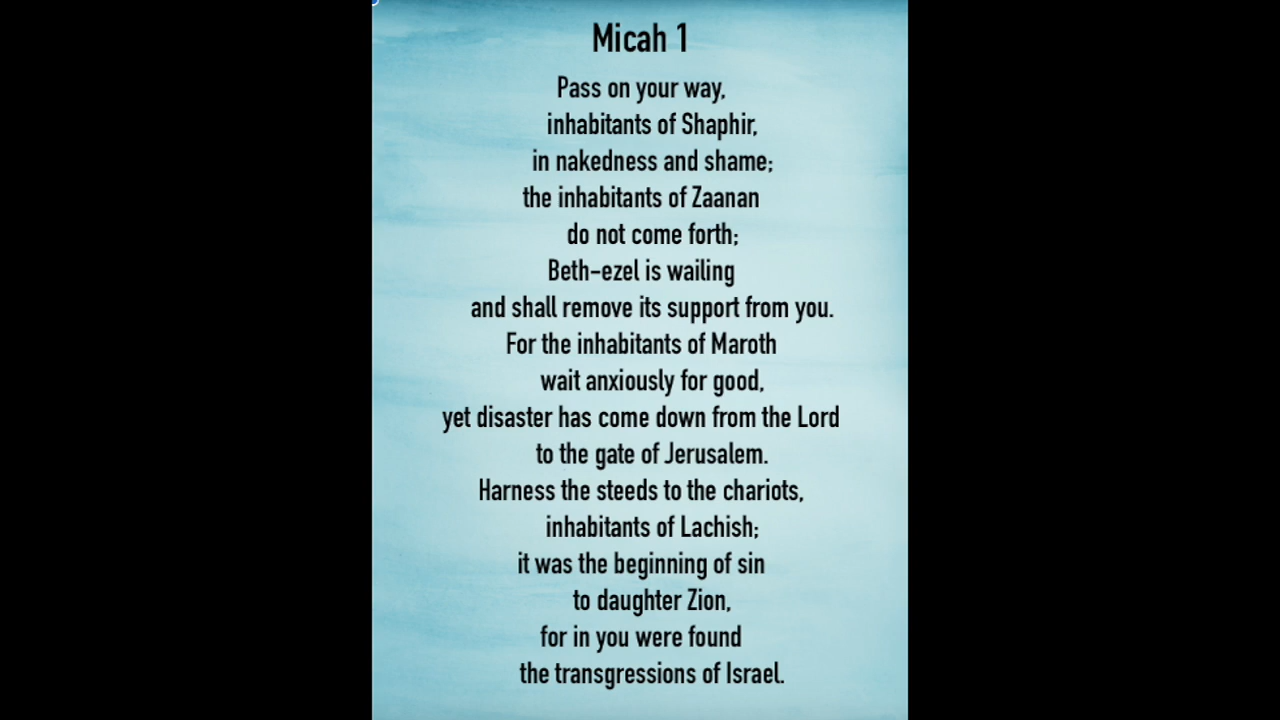 Micah 1
Pass on your way,
inhabitants of Shaphir,
in nakedness and shame;
the inhabitants of Zaanan
do not come forth;
Beth-ezel is wailing
and shall remove its support from you.
For the inhabitants of Maroth
wait anxiously for good,
yet disaster has come down from the Lord
to the gate of Jerusalem.
Harness the steeds to the chariots,
inhabitants of Lachish;
it was the beginning of sin
to daughter Zion,
for in you were found
the transgressions of Israel.